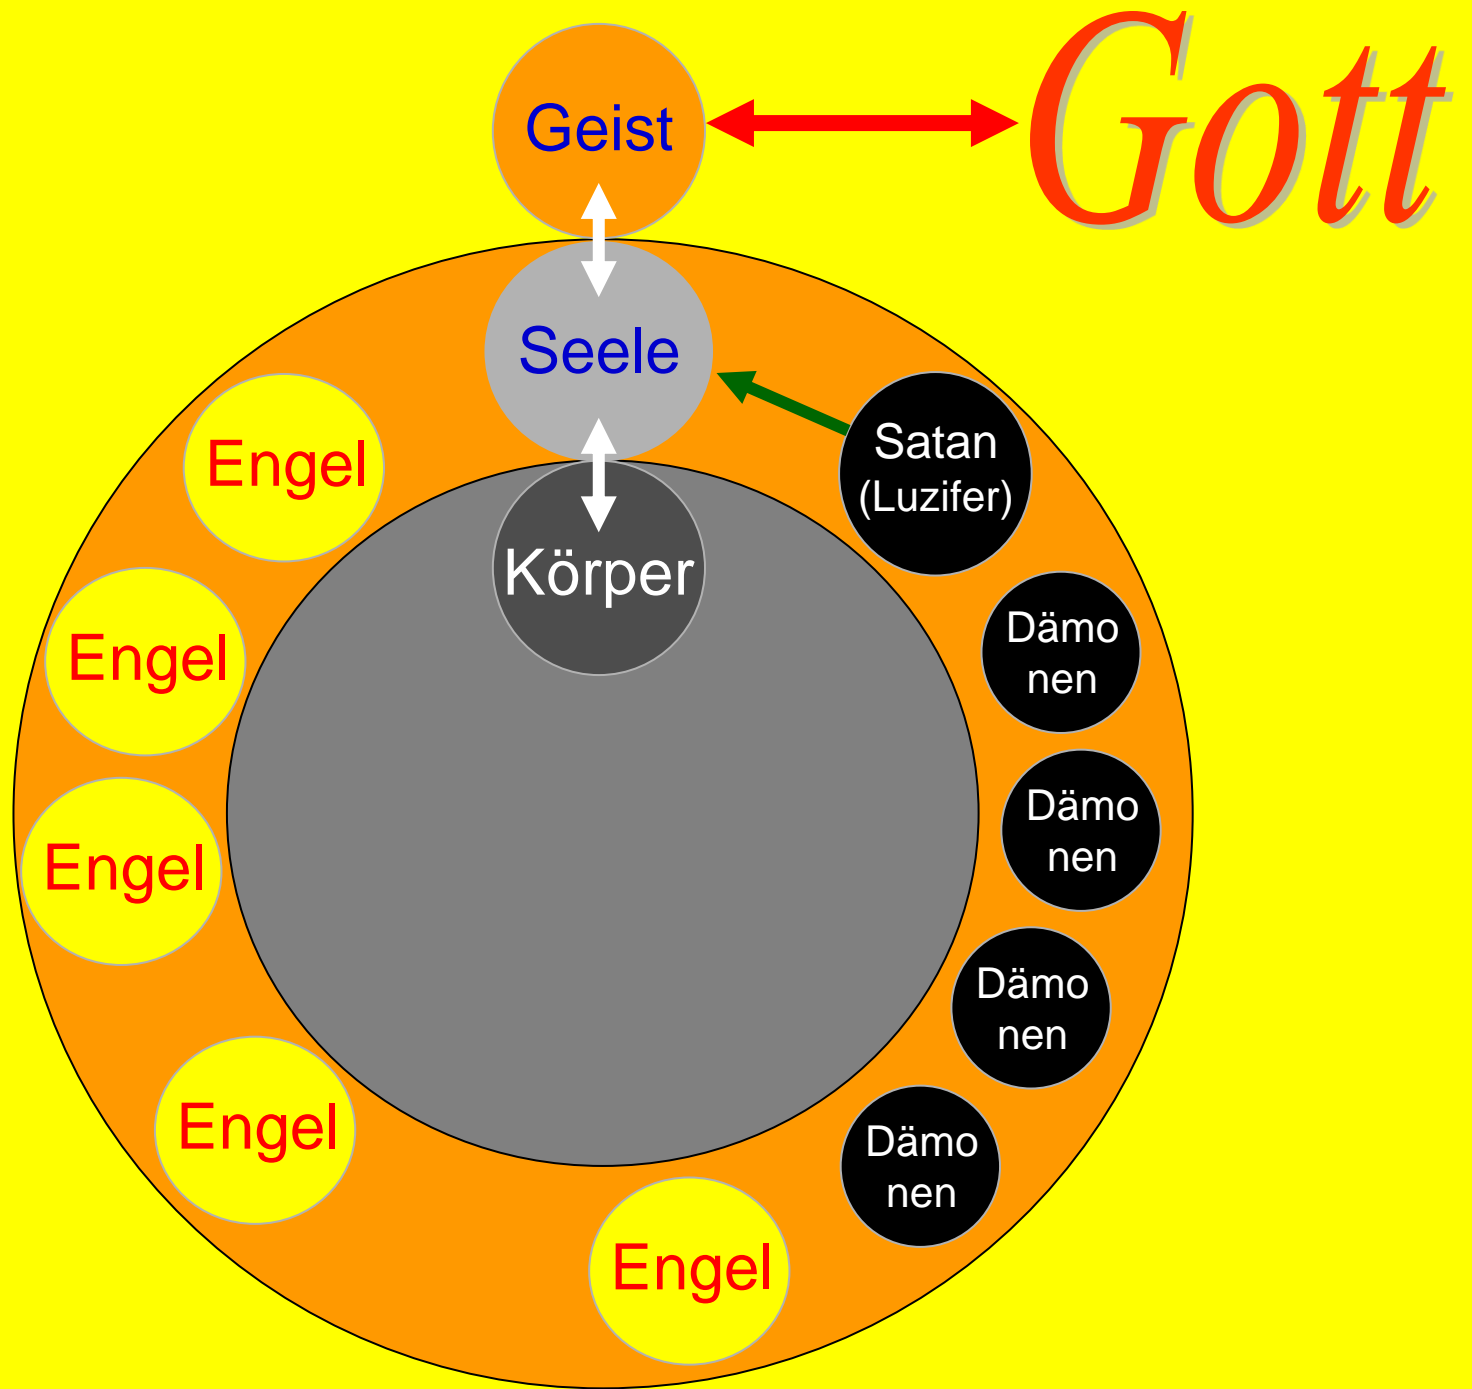 Gott
Geist
Seele
Satan
(Luzifer)
Engel
Körper
Dämo
nen
Engel
Dämo
nen
Engel
Dämo
nen
Engel
Dämo
nen
Engel